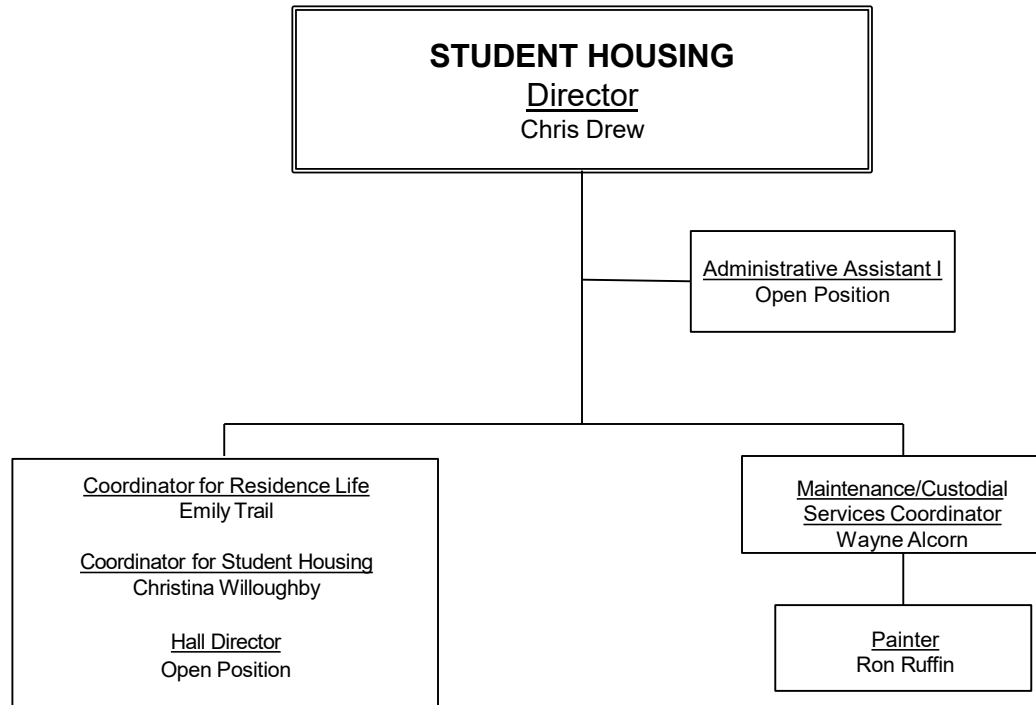 STUDENT HOUSING
Director
Chris Drew
Administrative Assistant I
Open Position
Coordinator for Residence Life
Emily Trail
Coordinator for Student Housing
Christina Willoughby
Hall Director
Open Position
Maintenance/Custodial
Services Coordinator
Wayne Alcorn
Painter
Ron Ruffin